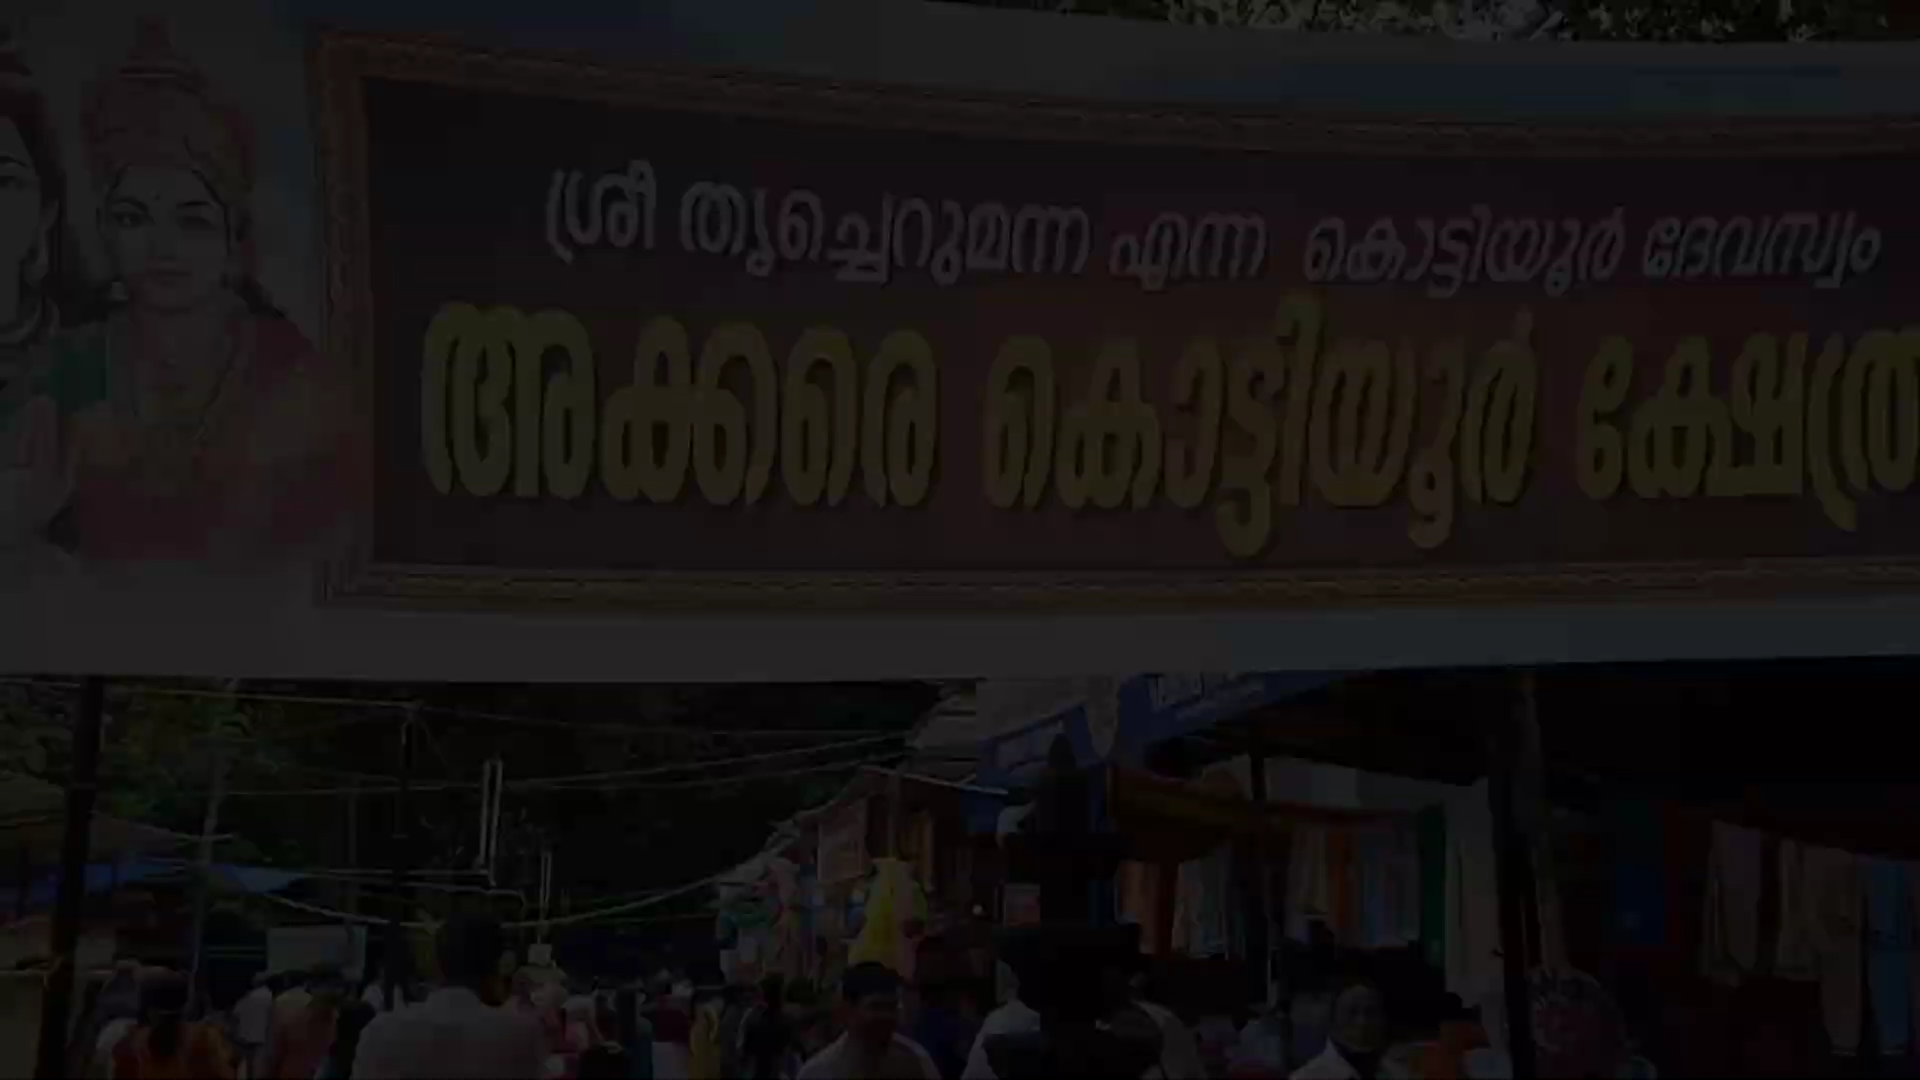 ശ്രീ തൃച്ചെറുമന്ന എന്ന കൊട്ടിയൂർ ദേവസ്വം
അക്കരെ കൊട്ടിയൂർ ക്ഷേത്ര